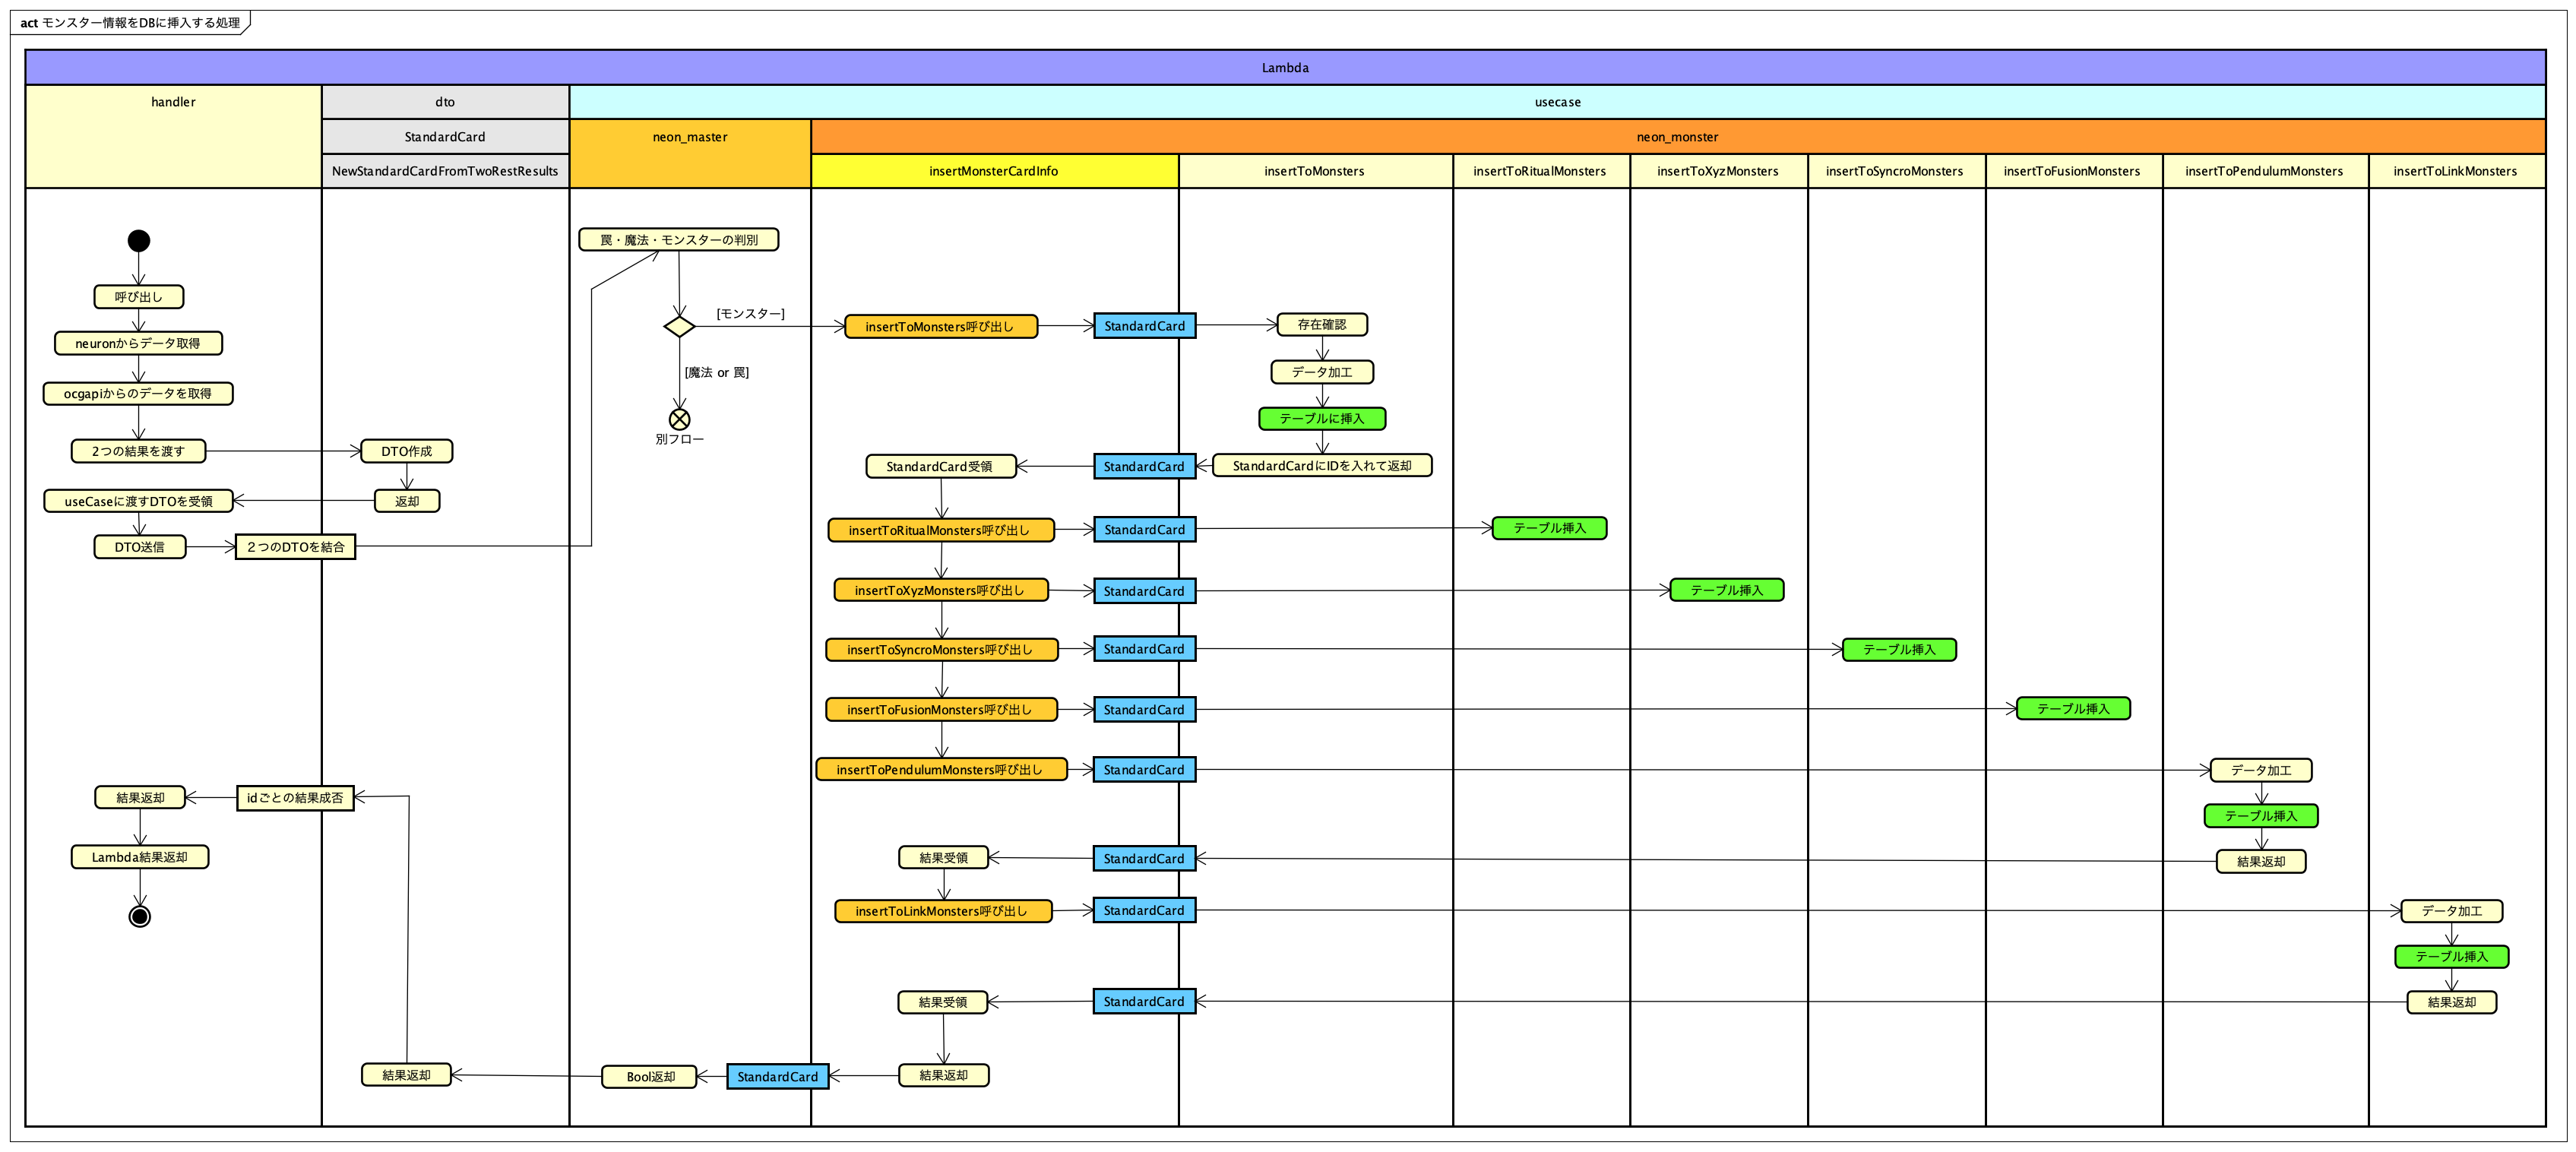 act モンスター情報をDBに挿入する処理
Lambda
handler
dto
usecase
StandardCard
neon_master
neon_monster
NewStandardCardFromTwoRestResults
insertMonsterCardInfo
insertToMonsters
insertToRitualMonsters
insertToXyzMonsters
insertToSyncroMonsters
insertToFusionMonsters
insertToPendulumMonsters
insertToLinkMonsters
罠・魔法・モンスターの判別
呼び出し
[モンスター]
insertToMonsters呼び出し
StandardCard
存在確認
neuronからデータ取得
[魔法 or 罠]
データ加工
ocgapiからのデータを取得
テーブルに挿入
別フロー
2つの結果を渡す
DTO作成
StandardCard受領
StandardCard
StandardCardにIDを入れて返却
useCaseに渡すDTOを受領
返却
insertToRitualMonsters呼び出し
StandardCard
テーブル挿入
DTO送信
２つのDTOを結合
insertToXyzMonsters呼び出し
StandardCard
テーブル挿入
insertToSyncroMonsters呼び出し
StandardCard
テーブル挿入
insertToFusionMonsters呼び出し
StandardCard
テーブル挿入
insertToPendulumMonsters呼び出し
StandardCard
データ加工
結果返却
idごとの結果成否
テーブル挿入
Lambda結果返却
結果受領
StandardCard
結果返却
insertToLinkMonsters呼び出し
StandardCard
データ加工
テーブル挿入
結果受領
StandardCard
結果返却
結果返却
Bool返却
StandardCard
結果返却